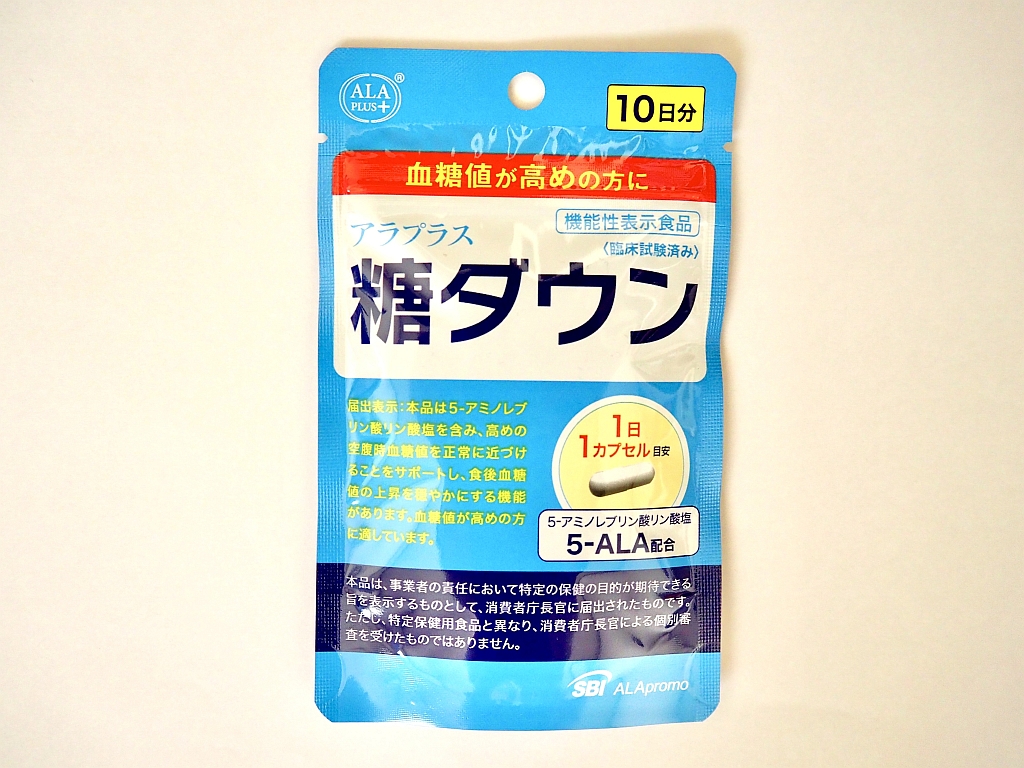 ALA
PLUS+
®
10日分
血糖値が高めの方に
アラプラス
機能性表示食品
〈臨床試験済み〉
糖ダウン
届出表示：本品は5-アミノレブ
リン酸リン酸塩を含み、高めの
空腹時血糖値を正常に近づけ
ることをサポートし、食後血糖
値の上昇を穏やかにする機能
があります。血糖値が高めの方
に適しています。
1日
1カプセル目安
5-アミノレブリン酸リン酸塩
5-ALA配合
本品は、事業者の責任において特定の保健の目的が期待できる
旨を表示するものとして、消費者庁長官に届出されたものです。
ただし、特定保健用食品と異なり、消費者庁長官による個別審
査を受けたものではありません。
SBI ALApromo